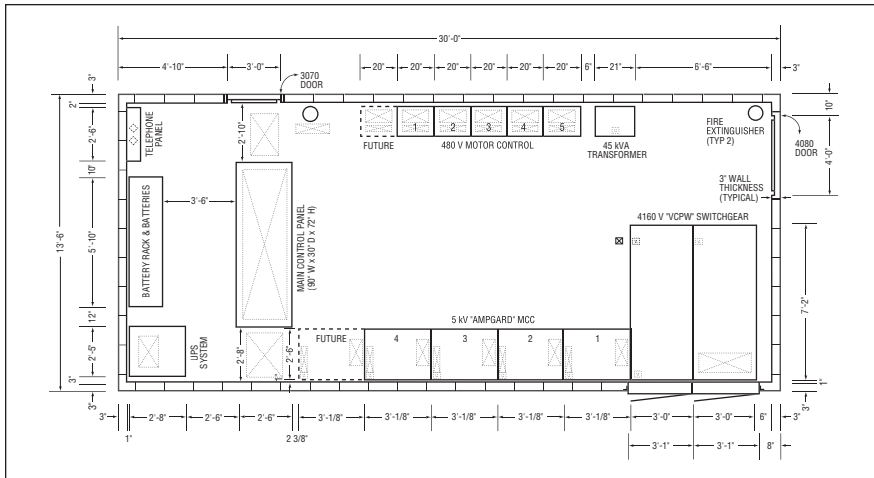 30'-0"
4'-10"
3'-0"
3070
DOOR
20"
20"
20"
20"
20"
6"
21"
6'-6"
3"
3"
2"
2'-6"
10'
5'-10"
12'
2'-5"
3"
3"
13'-6"
TELEPHONE
PANEL
2'-10"
FUTURE
1
2
3
4
5
480 V MOTOR CONTROL
45 kVA
TRANSFORMER
FIRE
EXTINGUISHER
(TYP 2)
10"
4080
DOOR
4'-0"
3" WALL
THICKNESS
(TYPICAL)
BATTERY RACK & BATTERIES
3'-6"
MAIN CONTROL PANEL
(90" W x 30" D x 72" H)
4160 V "VCPW" SWITCHGEAR
7'-2"
5 kV "AMPGARD" MCC
UPS
SYSTEM
2'-8"
2'-6"
1"
FUTURE
4
3
2
1
1"
3"
3"
2'-8"
2'-6"
2'-6"
3'-1/8"
3'-1/8"
3'-1/8"
3'-1/8"
3'-1/8"
3'-0"
3'-0"
6"
3"
1"
2 3/8"
3'-1"
3'-1"
8"